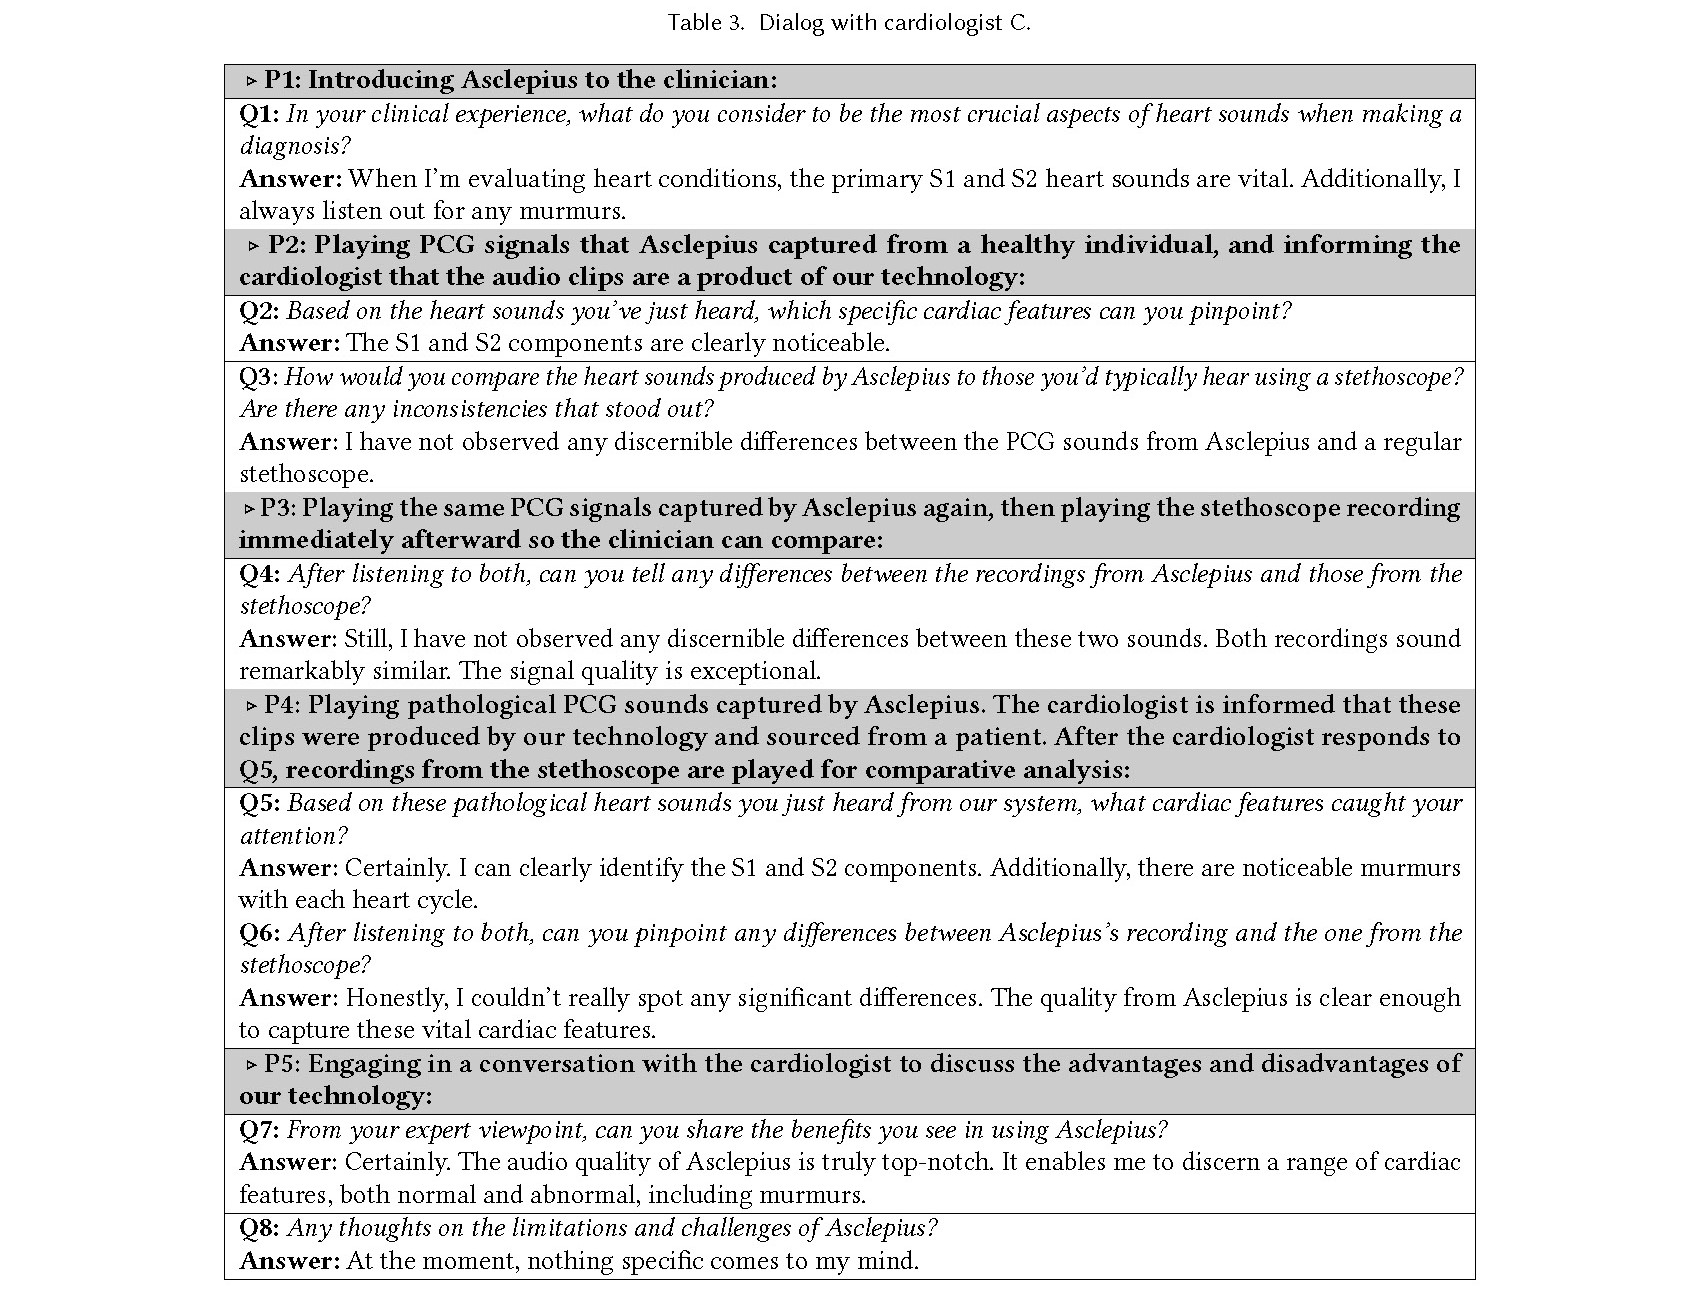 Table 3. Dialog with cardiologist C.
▹ P1: Introducing Asclepius to the clinician:
Q1: In your clinical experience, what do you consider to be the most crucial aspects of heart sounds when making a
diagnosis?
Answer: When I'm evaluating heart conditions, the primary S1 and S2 heart sounds are vital. Additionally, I
always listen out for any murmurs.
▹ P2: Playing PCG signals that Asclepius captured from a healthy individual, and informing the
cardiologist that the audio clips are a product of our technology:
Q2: Based on the heart sounds you've just heard, which specific cardiac features can you pinpoint?
Answer: The S1 and S2 components are clearly noticeable.
Q3: How would you compare the heart sounds produced by Asclepius to those you'd typically hear using a stethoscope?
Are there any inconsistencies that stood out?
Answer: I have not observed any discernible differences between the PCG sounds from Asclepius and a regular
stethoscope.
▹ P3: Playing the same PCG signals captured by Asclepius again, then playing the stethoscope recording
immediately afterward so the clinician can compare:
Q4: After listening to both, can you tell any differences between the recordings from Asclepius and those from the
stethoscope?
Answer: Still, I have not observed any discernible differences between these two sounds. Both recordings sound
remarkably similar. The signal quality is exceptional.
▹ P4: Playing pathological PCG sounds captured by Asclepius. The cardiologist is informed that these
clips were produced by our technology and sourced from a patient. After the cardiologist responds to
Q5, recordings from the stethoscope are played for comparative analysis:
Q5: Based on these pathological heart sounds you just heard from our system, what cardiac features caught your
attention?
Answer: Certainly. I can clearly identify the S1 and S2 components. Additionally, there are noticeable murmurs
with each heart cycle.
Q6: After listening to both, can you pinpoint any differences between Asclepius's recording and the one from the
stethoscope?
Answer: Honestly, I couldn't really spot any significant differences. The quality from Asclepius is clear enough
to capture these vital cardiac features.
▹ P5: Engaging in a conversation with the cardiologist to discuss the advantages and disadvantages of
our technology:
Q7: From your expert viewpoint, can you share the benefits you see in using Asclepius?
Answer: Certainly. The audio quality of Asclepius is truly top-notch. It enables me to discern a range of cardiac
features, both normal and abnormal, including murmurs.
Q8: Any thoughts on the limitations and challenges of Asclepius?
Answer: At the moment, nothing specific comes to my mind.